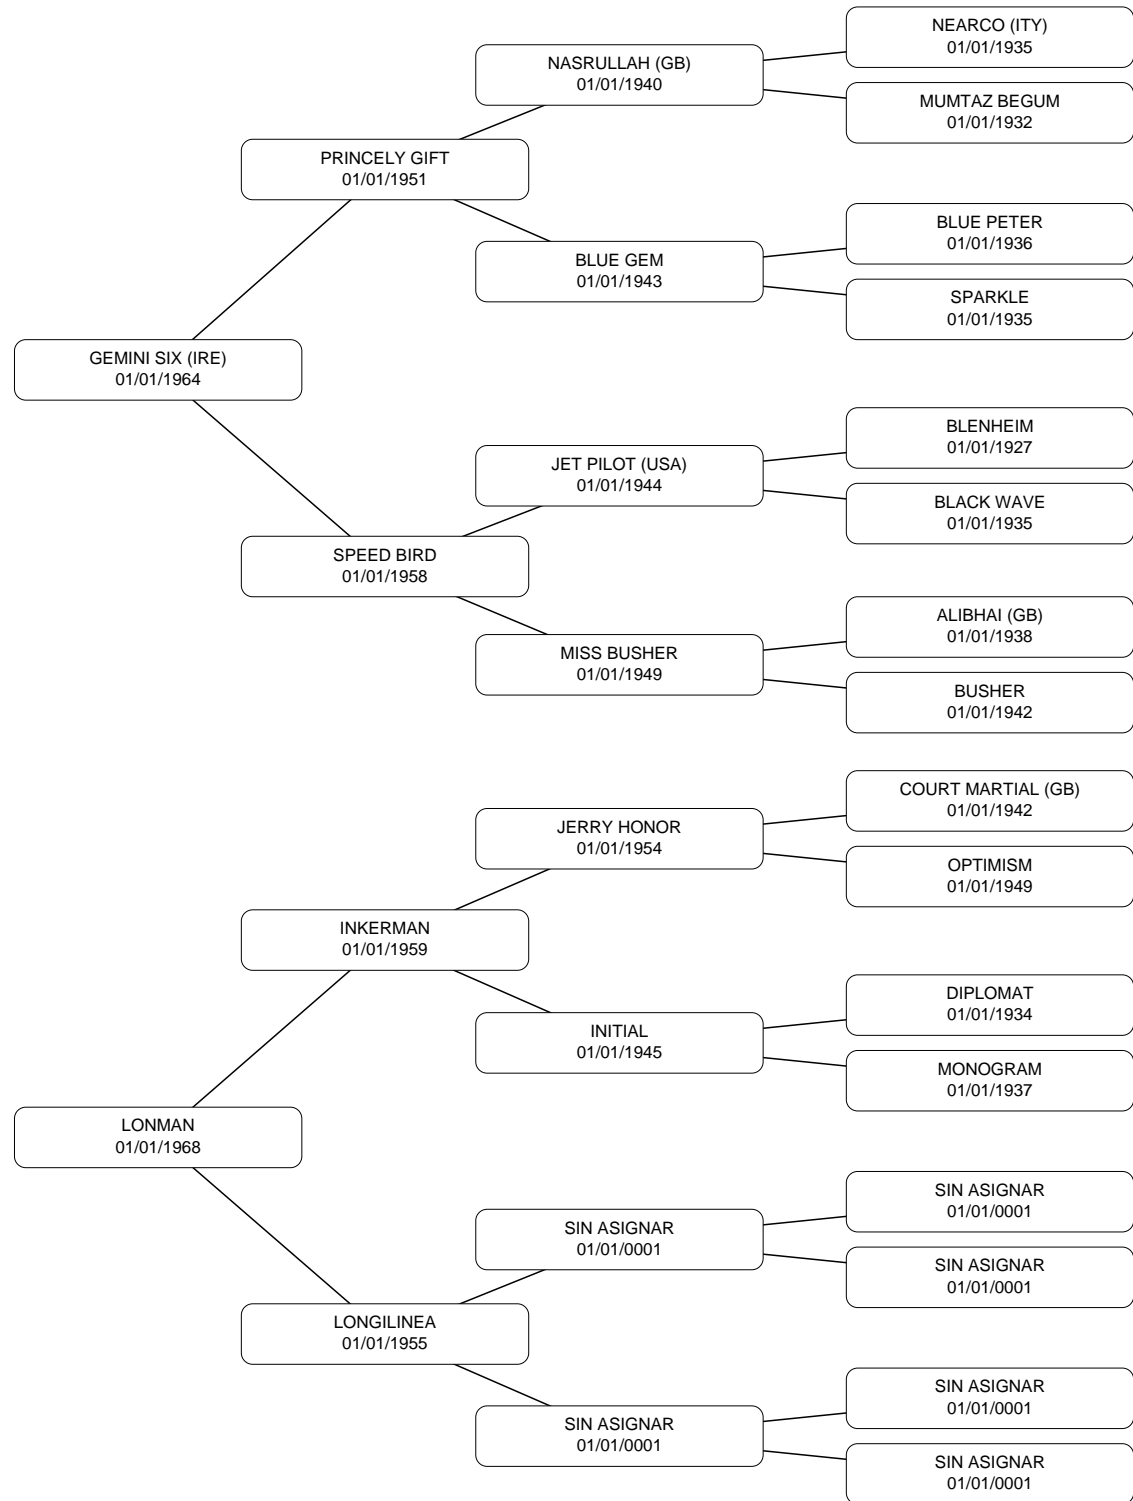 NEARCO (ITY)
01/01/1935
NASRULLAH (GB)
01/01/1940
MUMTAZ BEGUM
01/01/1932
PRINCELY GIFT
01/01/1951
BLUE PETER
01/01/1936
BLUE GEM
01/01/1943
SPARKLE
01/01/1935
GEMINI SIX (IRE)
01/01/1964
BLENHEIM
01/01/1927
JET PILOT (USA)
01/01/1944
BLACK WAVE
01/01/1935
SPEED BIRD
01/01/1958
ALIBHAI (GB)
01/01/1938
MISS BUSHER
01/01/1949
BUSHER
01/01/1942
COURT MARTIAL (GB)
01/01/1942
JERRY HONOR
01/01/1954
OPTIMISM
01/01/1949
INKERMAN
01/01/1959
DIPLOMAT
01/01/1934
INITIAL
01/01/1945
MONOGRAM
01/01/1937
LONMAN
01/01/1968
SIN ASIGNAR
01/01/0001
SIN ASIGNAR
01/01/0001
SIN ASIGNAR
01/01/0001
LONGILINEA
01/01/1955
SIN ASIGNAR
01/01/0001
SIN ASIGNAR
01/01/0001
SIN ASIGNAR
01/01/0001